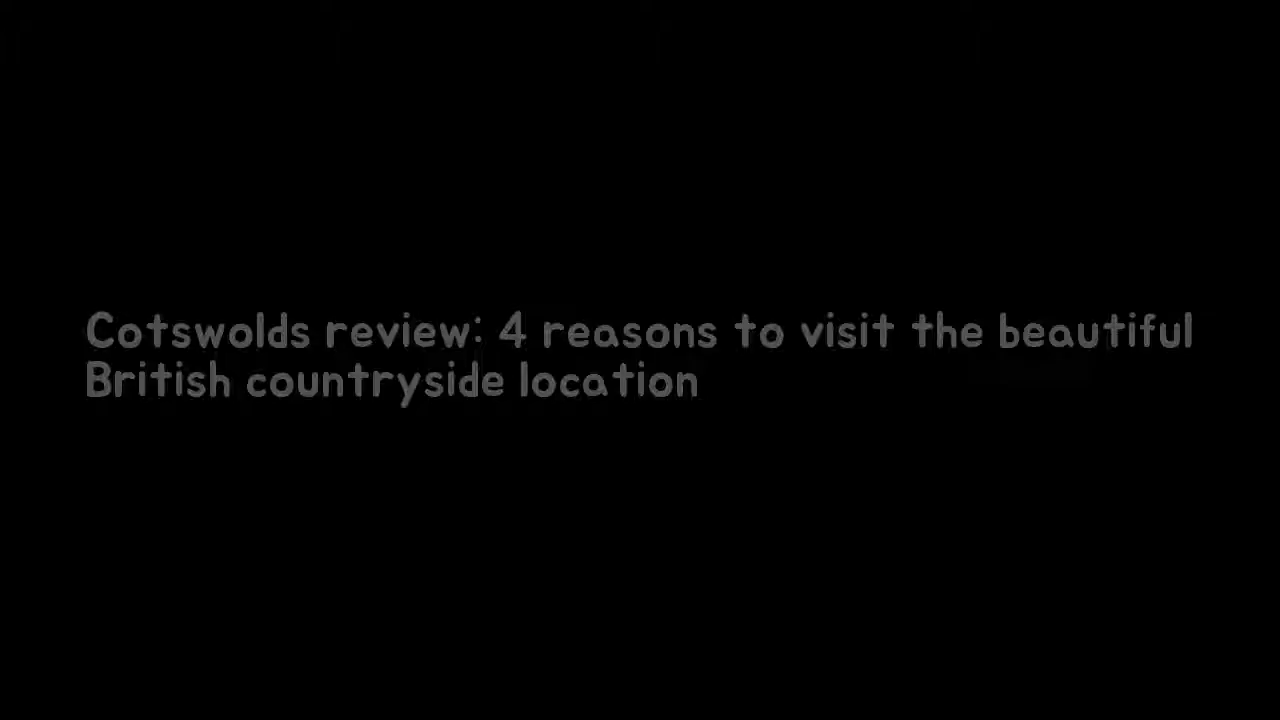 Cotswolds review: 4 reasons to visit the beautiful
British countryside location